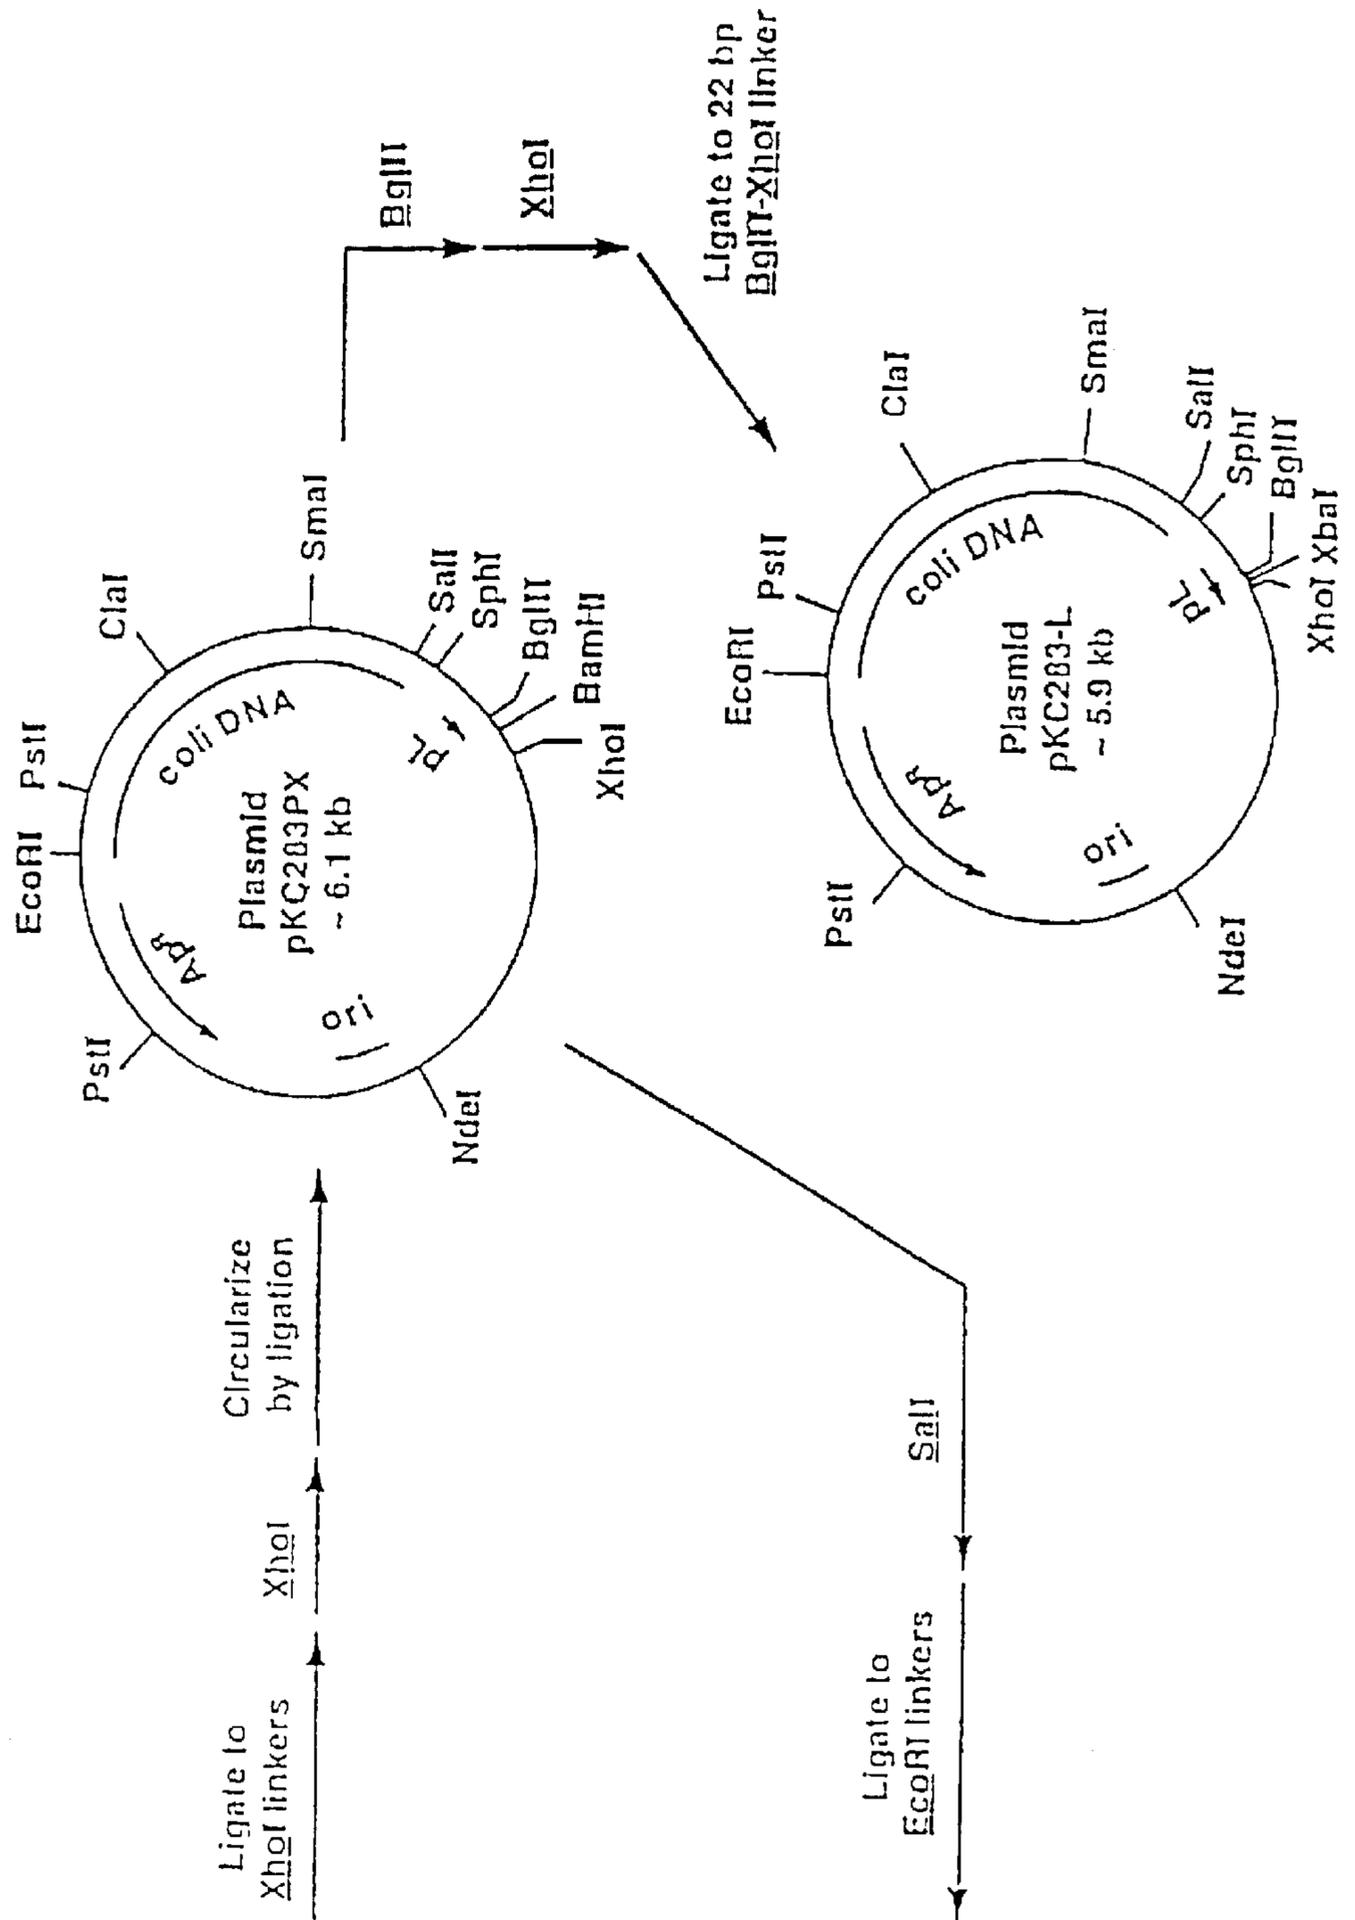 Ligate to
XhoI linkers
XhoI
Circularize
by ligation
EcoRI
PstI
ClaI
SmaI
SalI
SphI
BglII
BamHI
XhoI
NdeI
PstI
coli DNA
pL
ApR
ori
Plasmid
pKC283PX
~ 6.1 kb
BglII
XhoI
Ligate to 22 bp
BglII-XhoI linker
SalI
Ligate to
EcoRI linkers
EcoRI
PstI
ClaI
SmaI
SalI
SphI
BglII
XbaI
XhoI
NdeI
PstI
coli DNA
pL
ApR
ori
Plasmid
pKC283-L
~ 5.9 kb